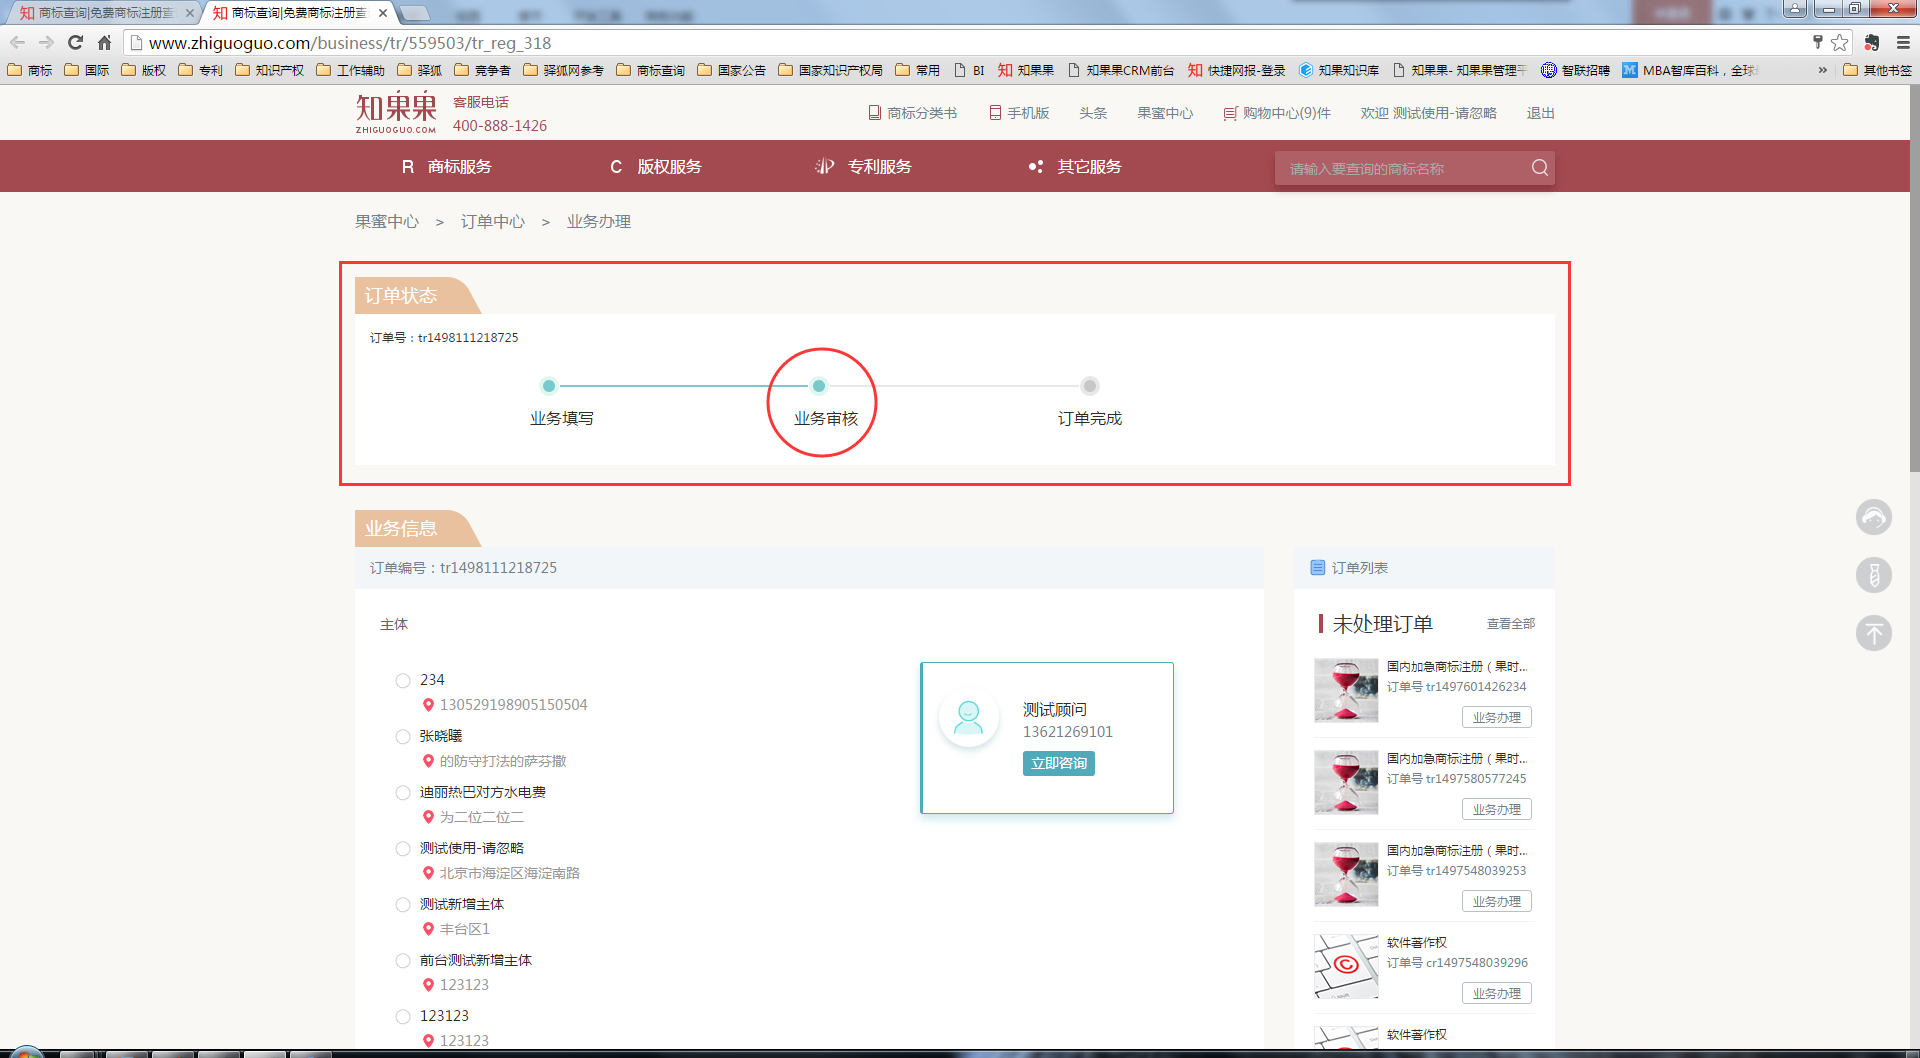 知 商标查询|免费商标注册查
知 商标查询|免费商标注册查
www.zhiguoguo.com/business/tr/559503/tr_reg_318
商标 国际 版权 专利 知识产权 工作辅助 驿狐 竞争者 驿狐网参考 商标查询 国家公告 国家知识产权局 常用 BI 知 知果果 知果果CRM前台 知 快捷网报-登录 知果知识库 知果果- 知果果管理平 智联招聘 MBA智库百科，全球 » 其他书签
知果果
ZHIGUOGUO.COM
客服电话
400-888-1426
商标分类书 手机版 头条 果蜜中心 购物中心(9)件 欢迎 测试使用-请忽略 退出
R 商标服务 C 版权服务 专利服务 其它服务 请输入要查询的商标名称
果蜜中心 > 订单中心 > 业务办理
订单状态
订单号：tr1498111218725
业务填写 业务审核 订单完成
业务信息
订单编号：tr1498111218725
主体
234
130529198905150504
张晓曦
的防守打法的萨芬撒
迪丽热巴对方水电费
为二位二位二
测试使用-请忽略
北京市海淀区海淀南路
测试新增主体
丰台区1
前台测试新增主体
123123
123123
123123
测试顾问
13621269101
立即咨询
订单列表
未处理订单 查看全部
国内加急商标注册（果时...
订单号 tr1497601426234
业务办理
国内加急商标注册（果时...
订单号 tr1497580577245
业务办理
国内加急商标注册（果时...
订单号 tr1497548039253
业务办理
软件著作权
订单号 cr1497548039296
业务办理
软件著作权